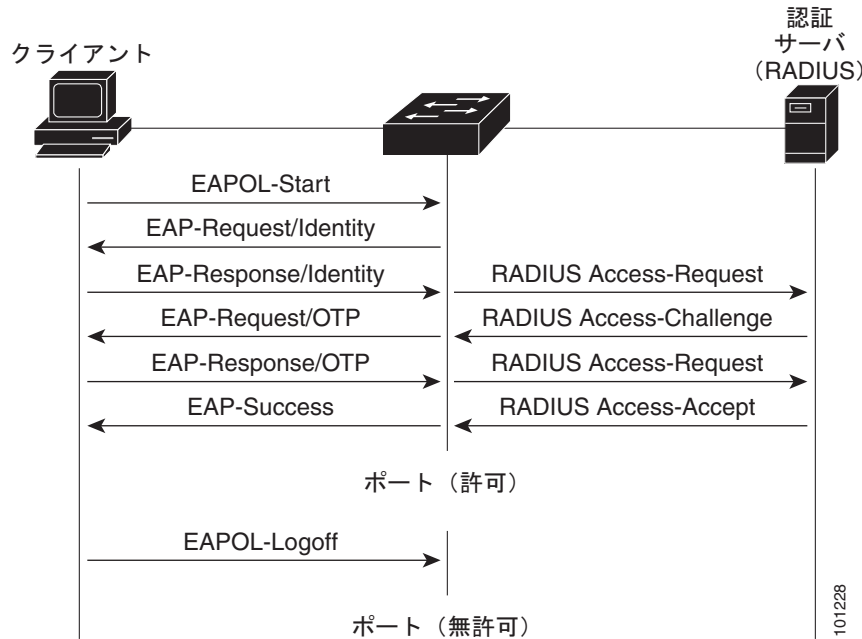 クライアント
認証
サーバ
（RADIUS）
EAPOL-Start
EAP-Request/Identity
EAP-Response/Identity
RADIUS Access-Request
EAP-Request/OTP
RADIUS Access-Challenge
EAP-Response/OTP
RADIUS Access-Request
EAP-Success
RADIUS Access-Accept
ポート（許可）
EAPOL-Logoff
ポート（無許可）
101228